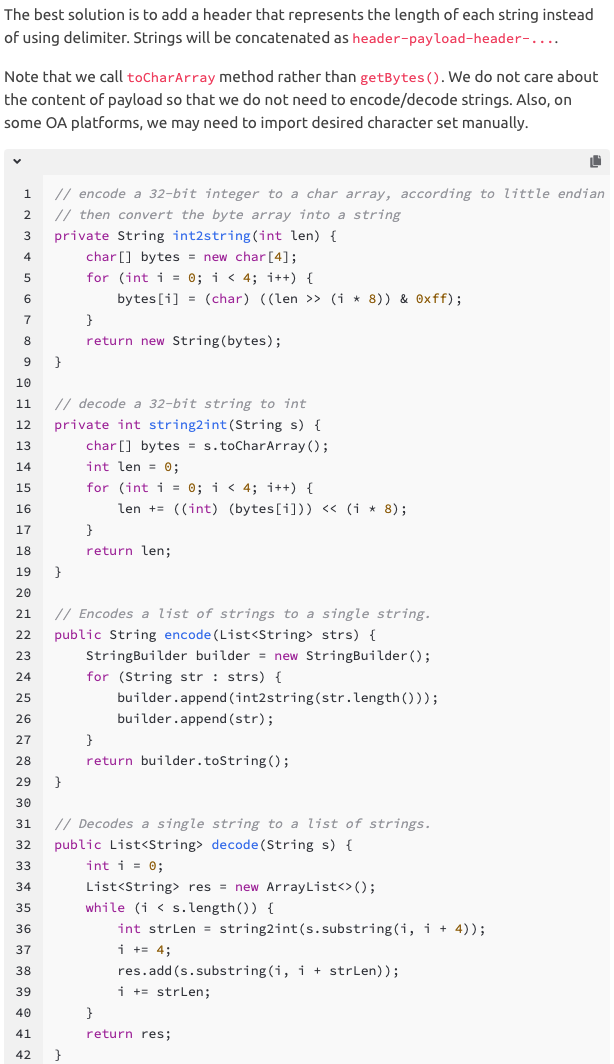 The best solution is to add a header that represents the length of each string instead
of using delimiter. Strings will be concatenated as header-payload-header-....
Note that we call toCharArray method rather than getBytes(). We do not care about
the content of payload so that we do not need to encode/decode strings. Also, on
some OA platforms, we may need to import desired character set manually.
1 // encode a 32-bit integer to a char array, according to little endian
2 // then convert the byte array into a string
3 private String int2string(int len) {
4     char[] bytes = new char[4];
5     for (int i = 0; i < 4; i++) {
6         bytes[i] = (char) ((len >> (i * 8)) & 0xff);
7     }
8     return new String(bytes);
9 }
10
11 // decode a 32-bit string to int
12 private int string2int(String s) {
13     char[] bytes = s.toCharArray();
14     int len = 0;
15     for (int i = 0; i < 4; i++) {
16         len += ((int) (bytes[i])) << (i * 8);
17     }
18     return len;
19 }
20
21 // Encodes a list of strings to a single string.
22 public String encode(List<String> strs) {
23     StringBuilder builder = new StringBuilder();
24     for (String str : strs) {
25         builder.append(int2string(str.length()));
26         builder.append(str);
27     }
28     return builder.toString();
29 }
30
31 // Decodes a single string to a list of strings.
32 public List<String> decode(String s) {
33     int i = 0;
34     List<String> res = new ArrayList<>();
35     while (i < s.length()) {
36         int strLen = string2int(s.substring(i, i + 4));
37         i += 4;
38         res.add(s.substring(i, i + strLen));
39         i += strLen;
40     }
41     return res;
42 }